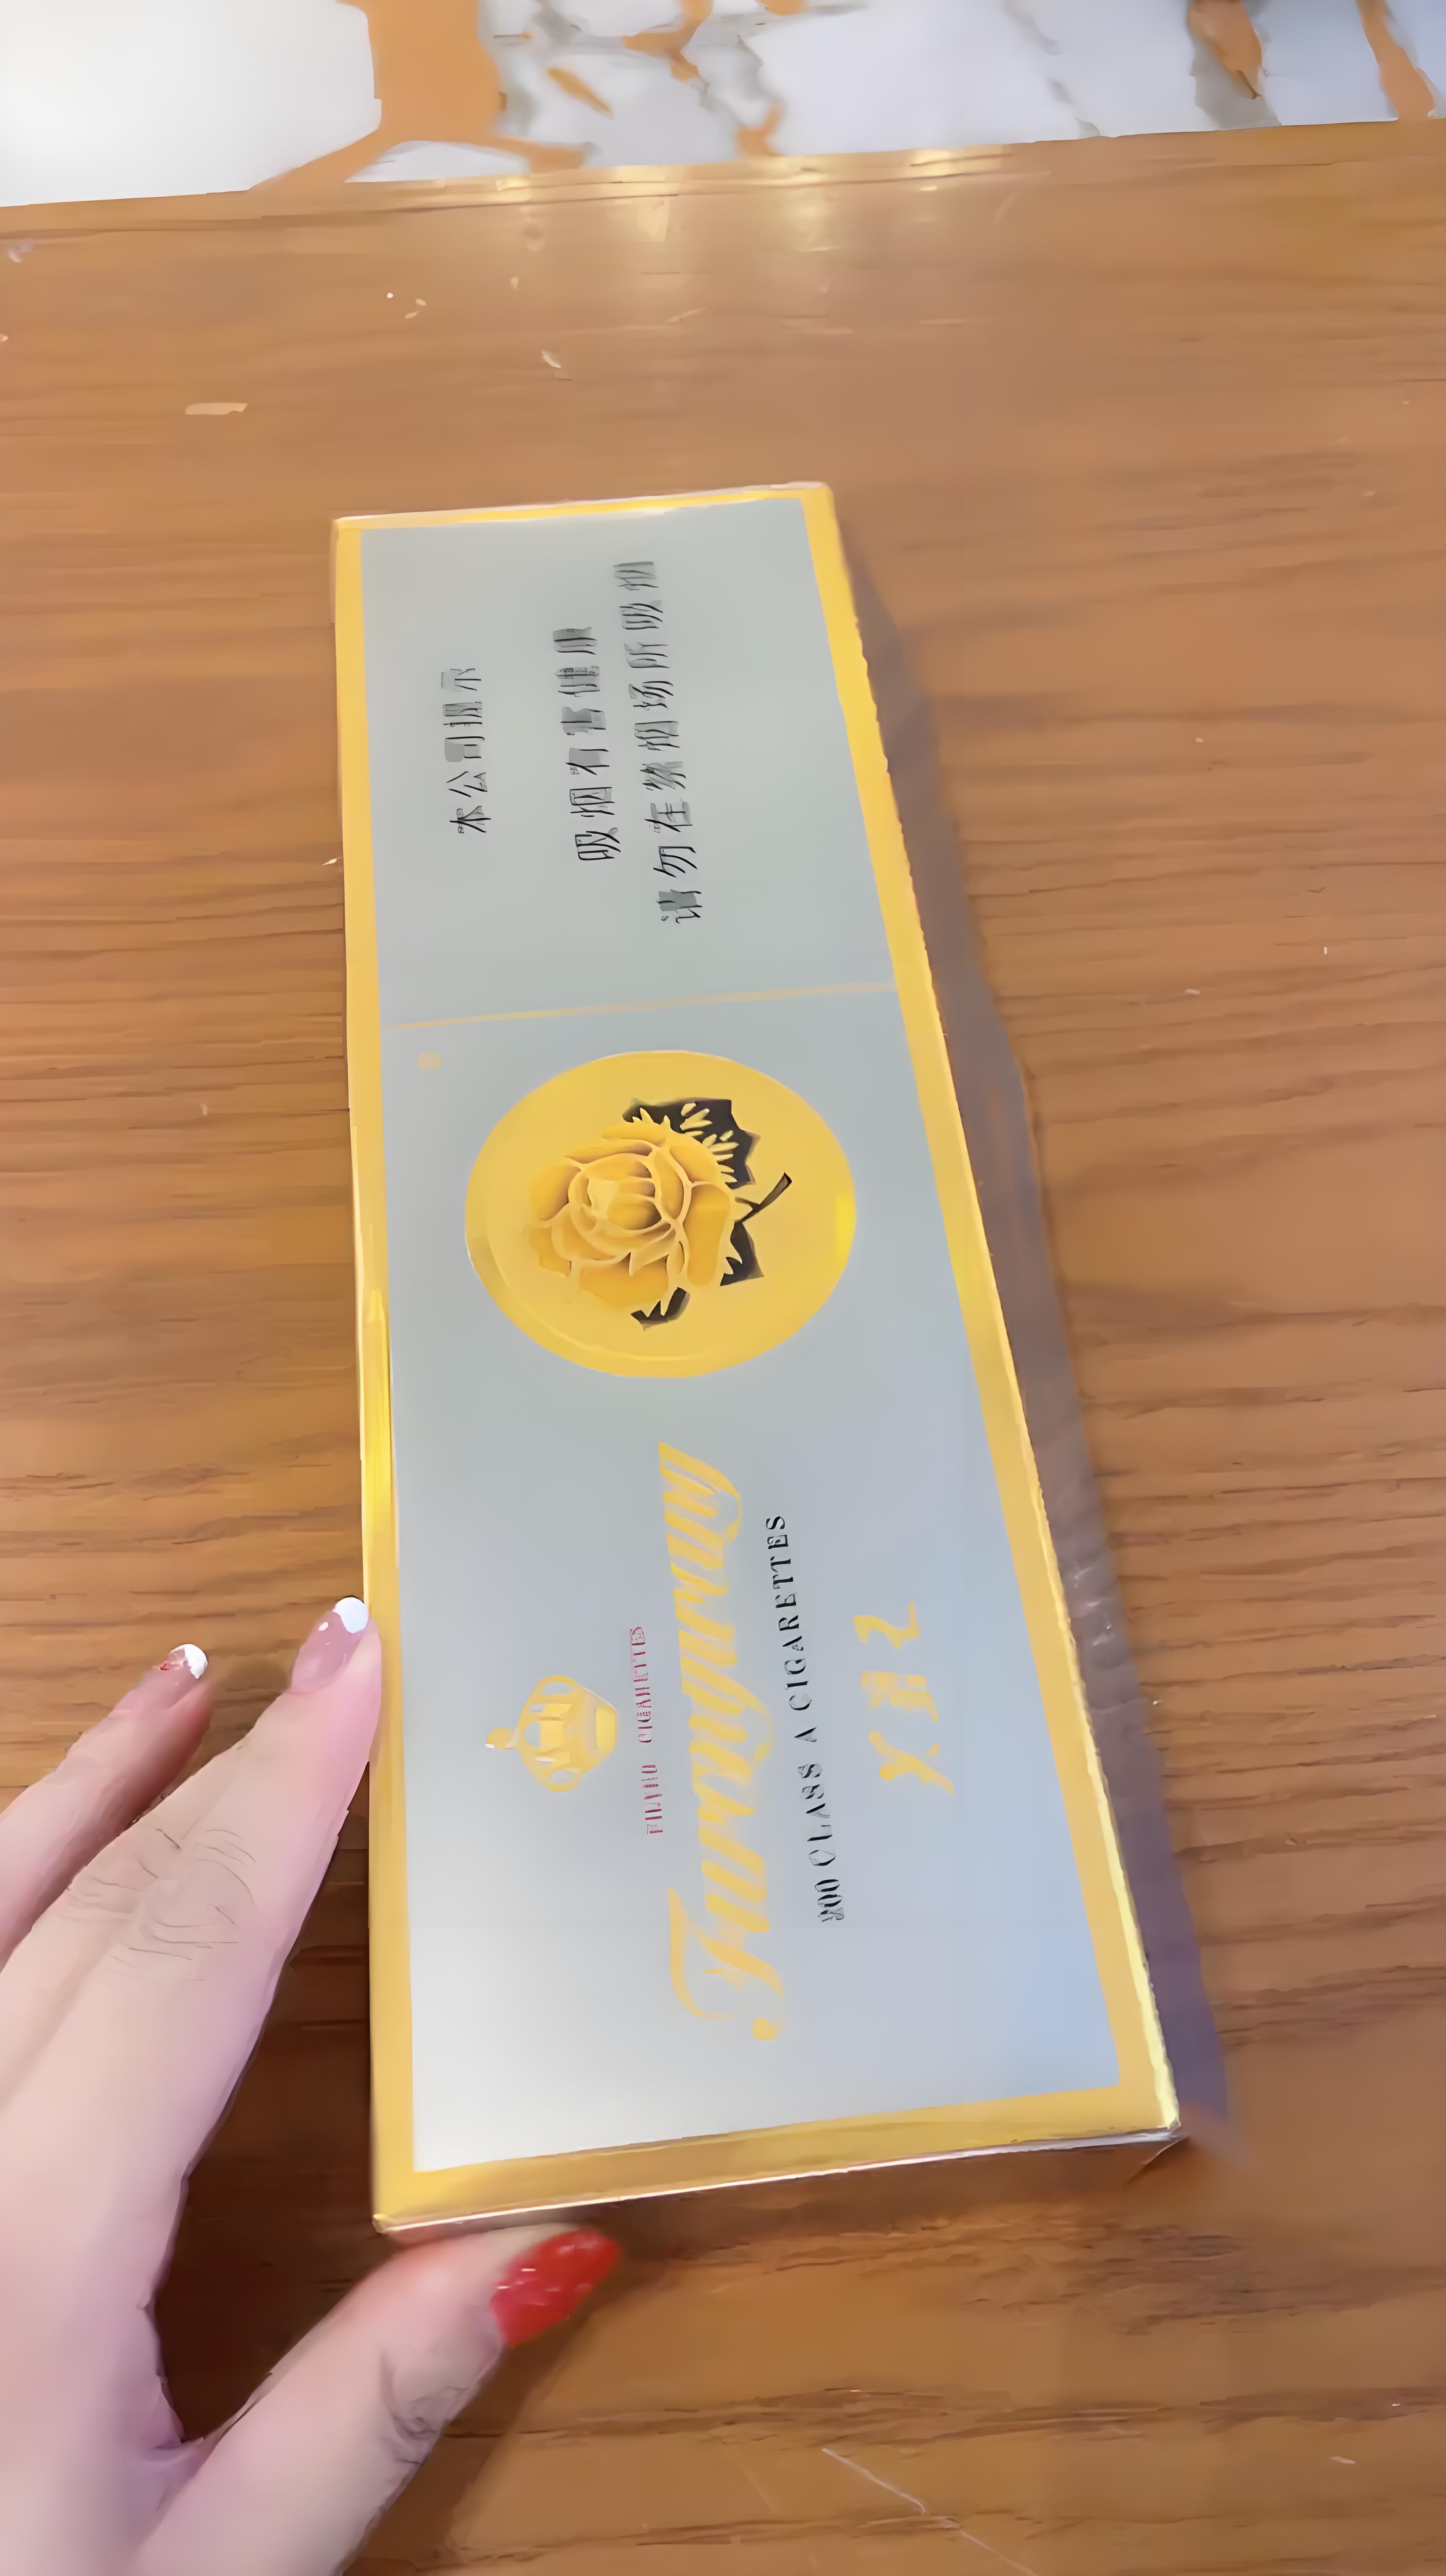 本公司提示
吸烟有害健康
请勿在禁烟场所吸烟
FILTER CIGARETTES
200 CLASS A CIGARETTES